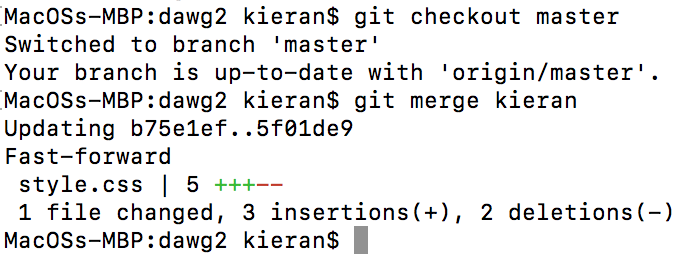 MacOSs-MBP:dawg2 kieran$ git checkout master
Switched to branch 'master'
Your branch is up-to-date with 'origin/master'.
MacOSs-MBP:dawg2 kieran$ git merge kieran
Updating b75e1ef..5f01de9
Fast-forward
 style.css | 5 +++--
 1 file changed, 3 insertions(+), 2 deletions(-)
MacOSs-MBP:dawg2 kieran$